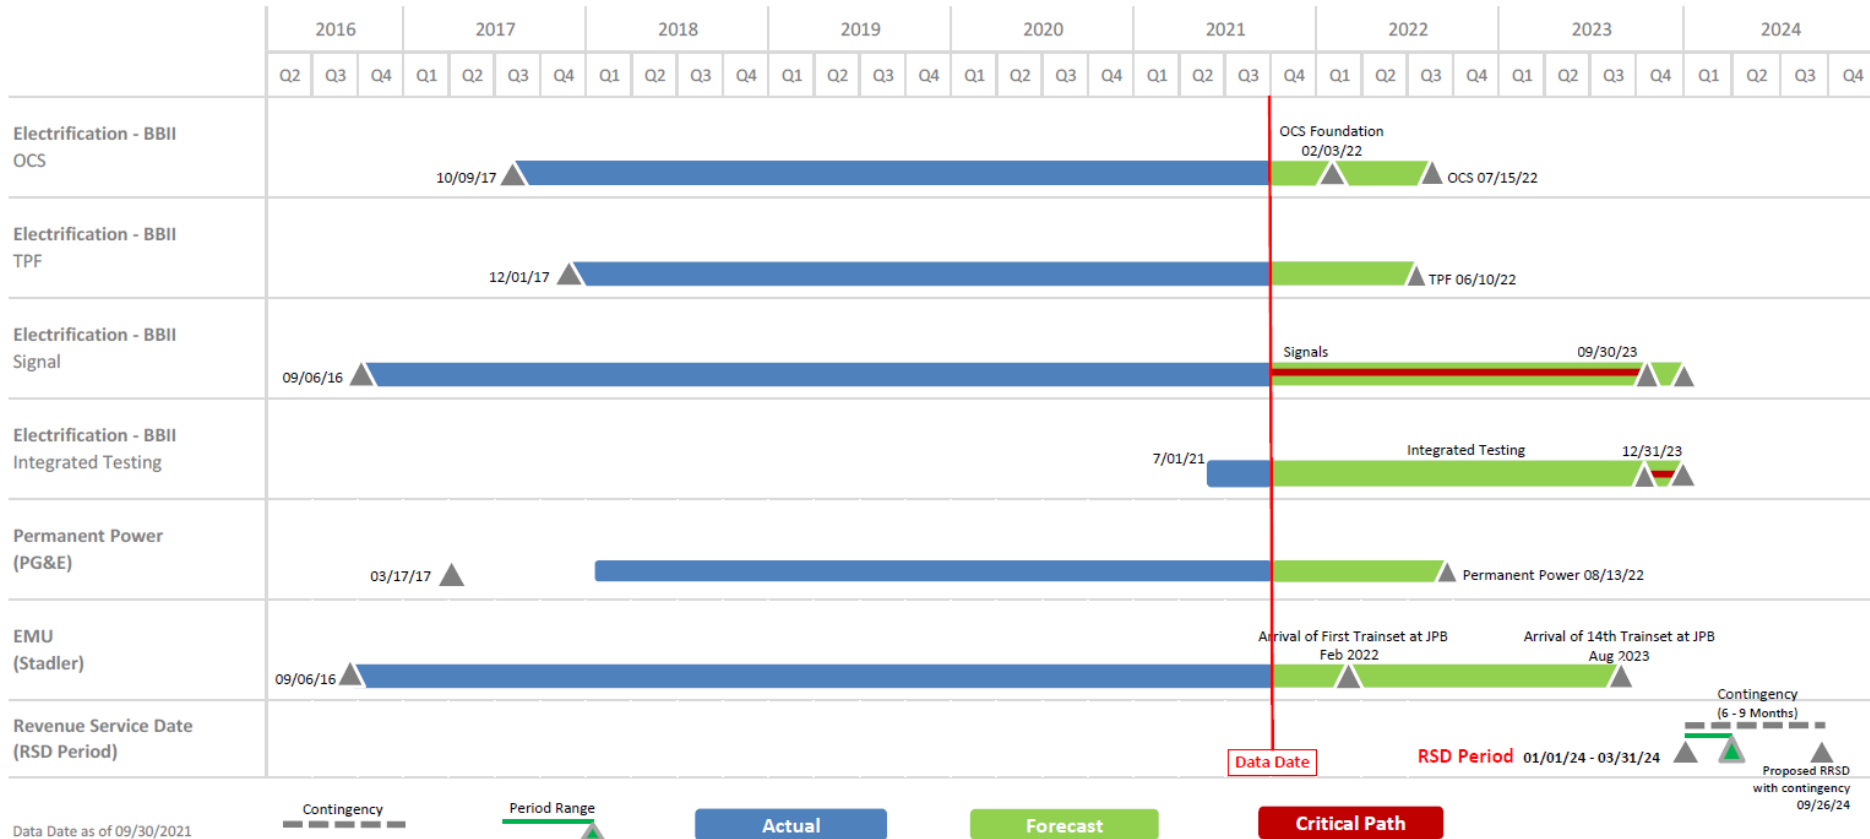 2016 2017 2018 2019 2020 2021 2022 2023 2024
Q2 Q3 Q4 Q1 Q2 Q3 Q4 Q1 Q2 Q3 Q4 Q1 Q2 Q3 Q4 Q1 Q2 Q3 Q4 Q1 Q2 Q3 Q4 Q1 Q2 Q3 Q4 Q1 Q2 Q3 Q4 Q1 Q2 Q3 Q4
Electrification - BBII
OCS
10/09/17
OCS Foundation
02/03/22
OCS 07/15/22
Electrification - BBII
TPF
12/01/17
TPF 06/10/22
Electrification - BBII
Signal
09/06/16
Signals
09/30/23
Electrification - BBII
Integrated Testing
7/01/21
Integrated Testing
12/31/23
Permanent Power
(PG&E)
03/17/17
Permanent Power 08/13/22
EMU
(Stadler)
09/06/16
Arrival of First Trainset at JPB
Feb 2022
Arrival of 14th Trainset at JPB
Aug 2023
Revenue Service Date
(RSD Period)
Data Date
RSD Period 01/01/24 - 03/31/24
Contingency
(6 - 9 Months)
Proposed RRSD
with contingency
09/26/24
Data Date as of 09/30/2021
Contingency
Period Range
Actual
Forecast
Critical Path